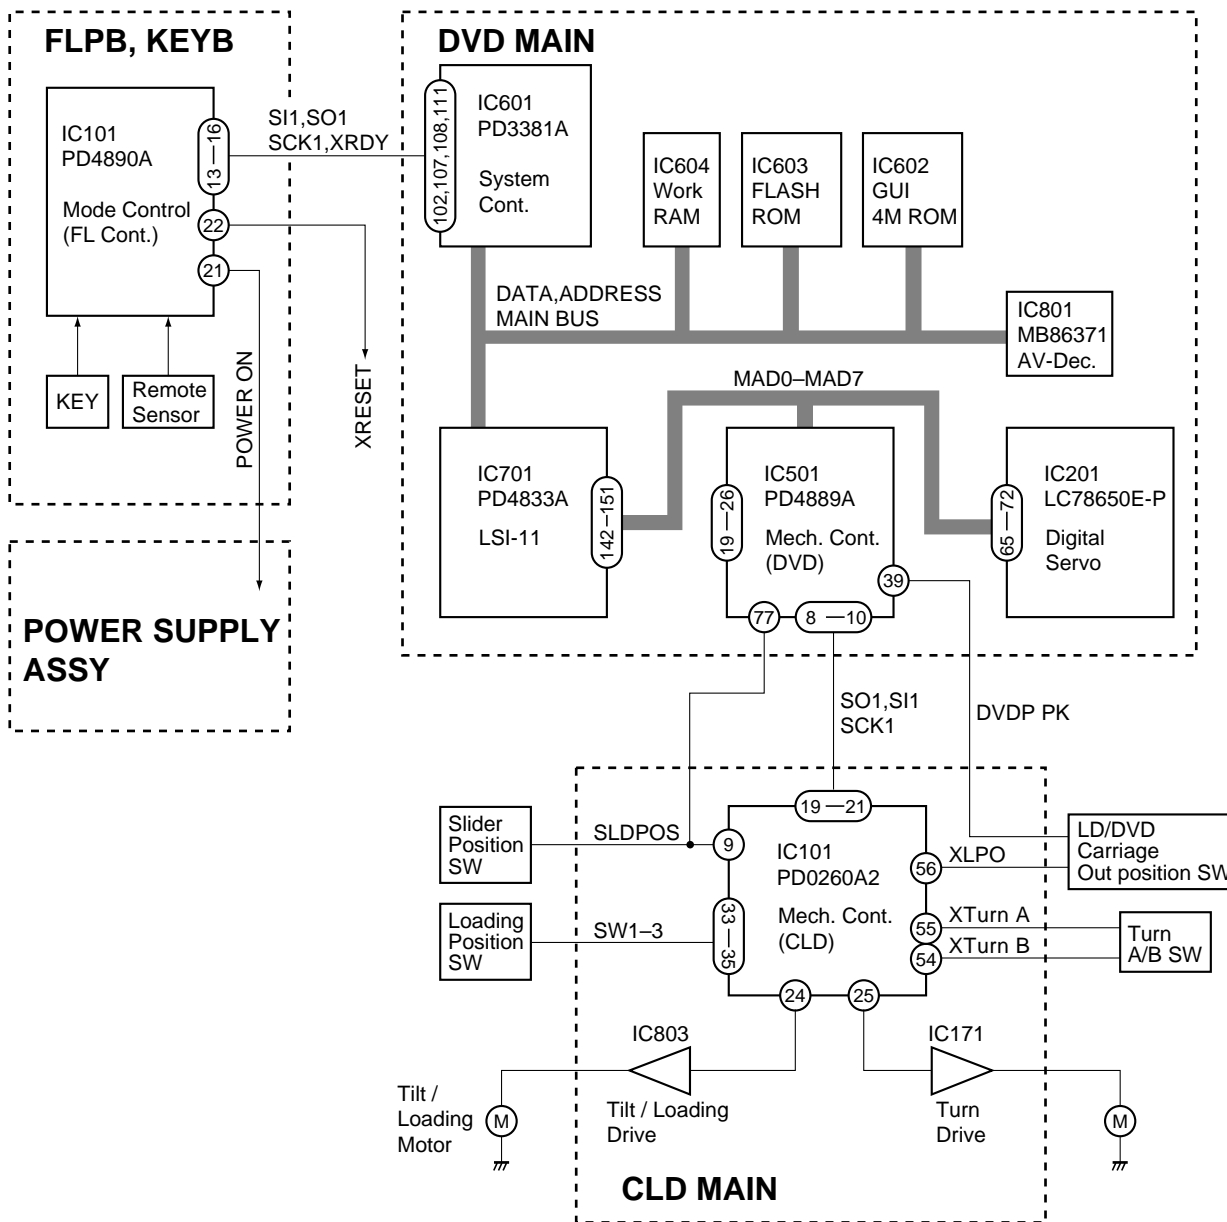 FLPB, KEYB
IC101
PD4890A
Mode Control
(FL Cont.)
13 — 16
22
21
KEY
Remote
Sensor
POWER ON
XRESET
SI1,SO1
SCK1,XRDY
POWER SUPPLY
ASSY
DVD MAIN
102,107,108,111
IC601
PD3381A
System
Cont.
IC604
Work
RAM
IC603
FLASH
ROM
IC602
GUI
4M ROM
DATA,ADDRESS
MAIN BUS
IC801
MB86371
AV-Dec.
MAD0–MAD7
IC701
PD4833A
LSI-11
142 —151
19 —26
IC501
PD4889A
Mech. Cont.
(DVD)
39
77
8 — 10
65 — 72
IC201
LC78650E-P
Digital
Servo
SO1,SI1
SCK1
DVDP PK
Slider
Position
SW
SLDPOS
9
19 — 21
IC101
PD0260A2
Mech. Cont.
(CLD)
56
XLPO
LD/DVD
Carriage
Out position SW
Loading
Position
SW
SW1–3
33 — 35
55
XTurn A
54
XTurn B
Turn
A/B SW
24
25
IC803
IC171
Tilt /
Loading
Motor
M
Tilt / Loading
Drive
Turn
Drive
M
CLD MAIN